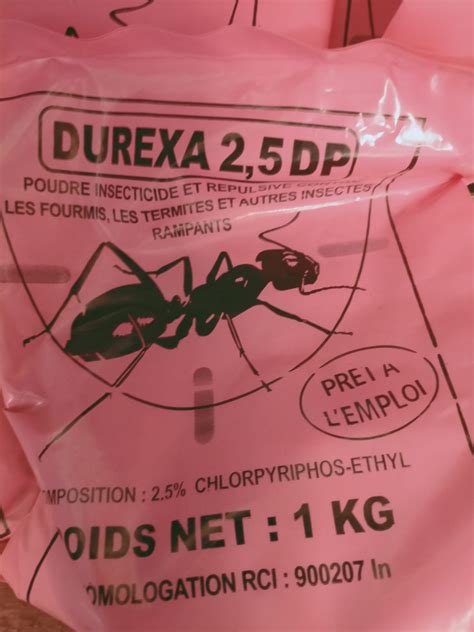 DUREXA 2,5 DP
POUDRE INSECTICIDE ET REPULSIVE
LES FOURMIS, LES TERMITES ET AUTRES INSECTES
RAMPANTS
PRET A
L'EMPLOI
MPOSITION : 2.5% CHLORPYRIPHOS-ETHYL
OIDS NET : 1 KG
OMOLOGATION RCI : 900207 In